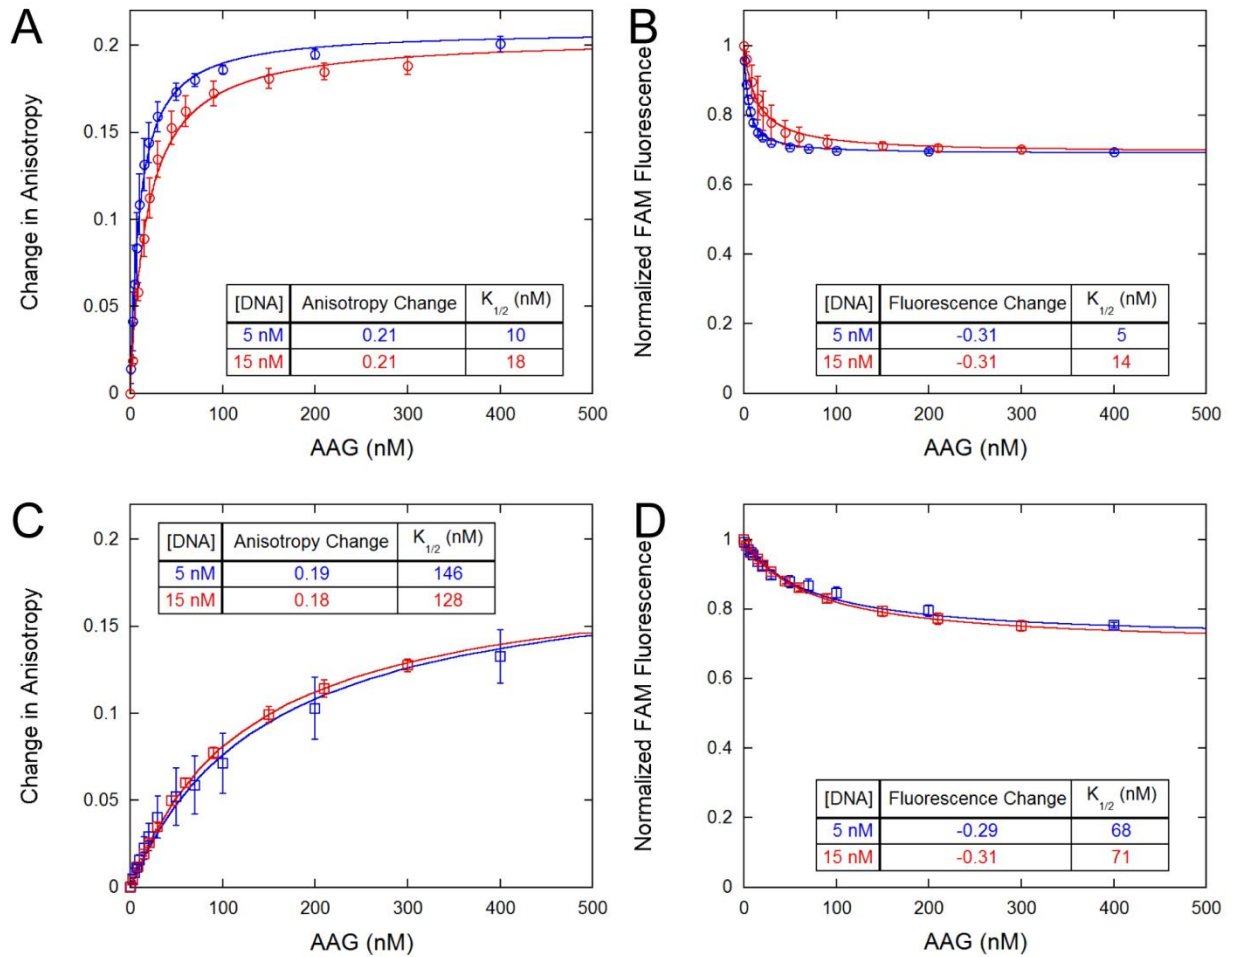 A
Change in Anisotropy
0.2
0.15
0.1
0.05
0
[DNA] Anisotropy Change K1/2 (nM)
5 nM 0.21 10
15 nM 0.21 18
0 100 200 300 400 500
AAG (nM)
B
Normalized FAM Fluorescence
1
0.8
0.6
0.4
0.2
0
[DNA] Fluorescence Change K1/2 (nM)
5 nM -0.31 5
15 nM -0.31 14
0 100 200 300 400 500
AAG (nM)
C
Change in Anisotropy
0.2
0.15
0.1
0.05
0
[DNA] Anisotropy Change K1/2 (nM)
5 nM 0.19 146
15 nM 0.18 128
0 100 200 300 400 500
AAG (nM)
D
Normalized FAM Fluorescence
1
0.8
0.6
0.4
0.2
0
[DNA] Fluorescence Change K1/2 (nM)
5 nM -0.29 68
15 nM -0.31 71
0 100 200 300 400 500
AAG (nM)